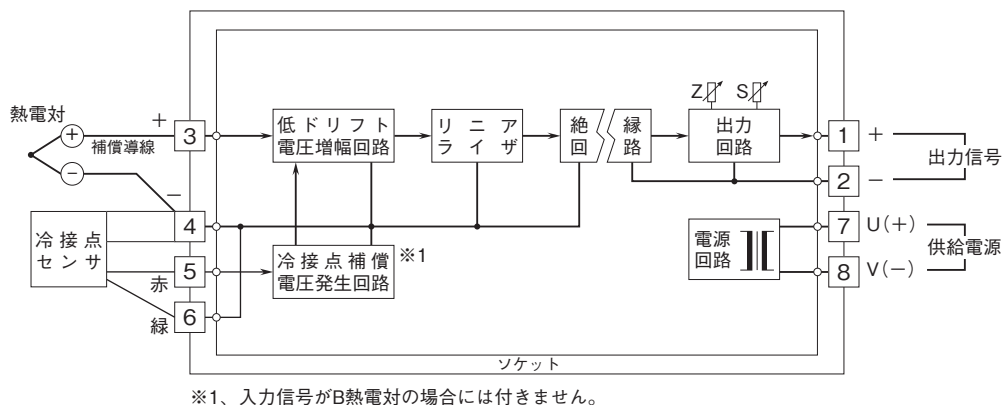 熱電対
+
−
+
補償導線
−
3
4
5
6
冷接点
センサ
赤
緑
低ドリフト
電圧増幅回路
リニア
ライザ
絶縁
回路
Z
S
出力
回路
冷接点補償
電圧発生回路
※1
電源
回路
1
+
2
−
出力信号
7
U(+)
8
V(−)
供給電源
ソケット
※1、入力信号がB熱電対の場合には付きません。